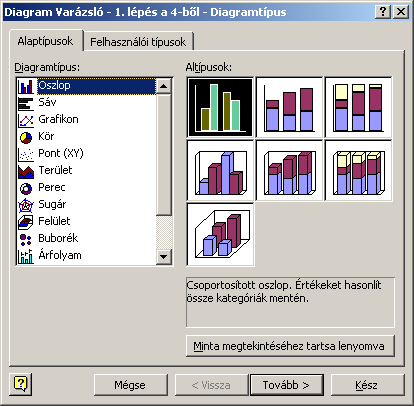 Diagram Varázsló - 1. lépés a 4-ből - Diagramtípus
Alaptípusok
Felhasználói típusok
Diagramtípus:
Altípusok:
Oszlop
Sáv
Grafikon
Kör
Pont (XY)
Terület
Perec
Sugár
Felület
Buborék
Árfolyam
Csoportosított oszlop. Értékeket hasonlít
össze kategóriák mentén.
Minta megtekintéséhez tartsa lenyomva
Mégse
< Vissza
Tovább >
Kész